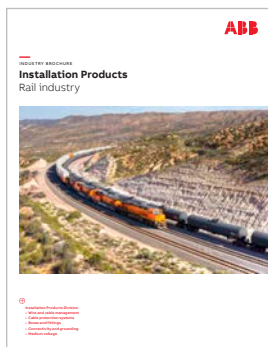 ABB
INDUSTRY BROCHURE
Installation Products
Rail industry
Installation Products Division
– Wire and cable management
– Cable protection systems
– Boxes and fittings
– Connectivity and grounding
– Medium voltage